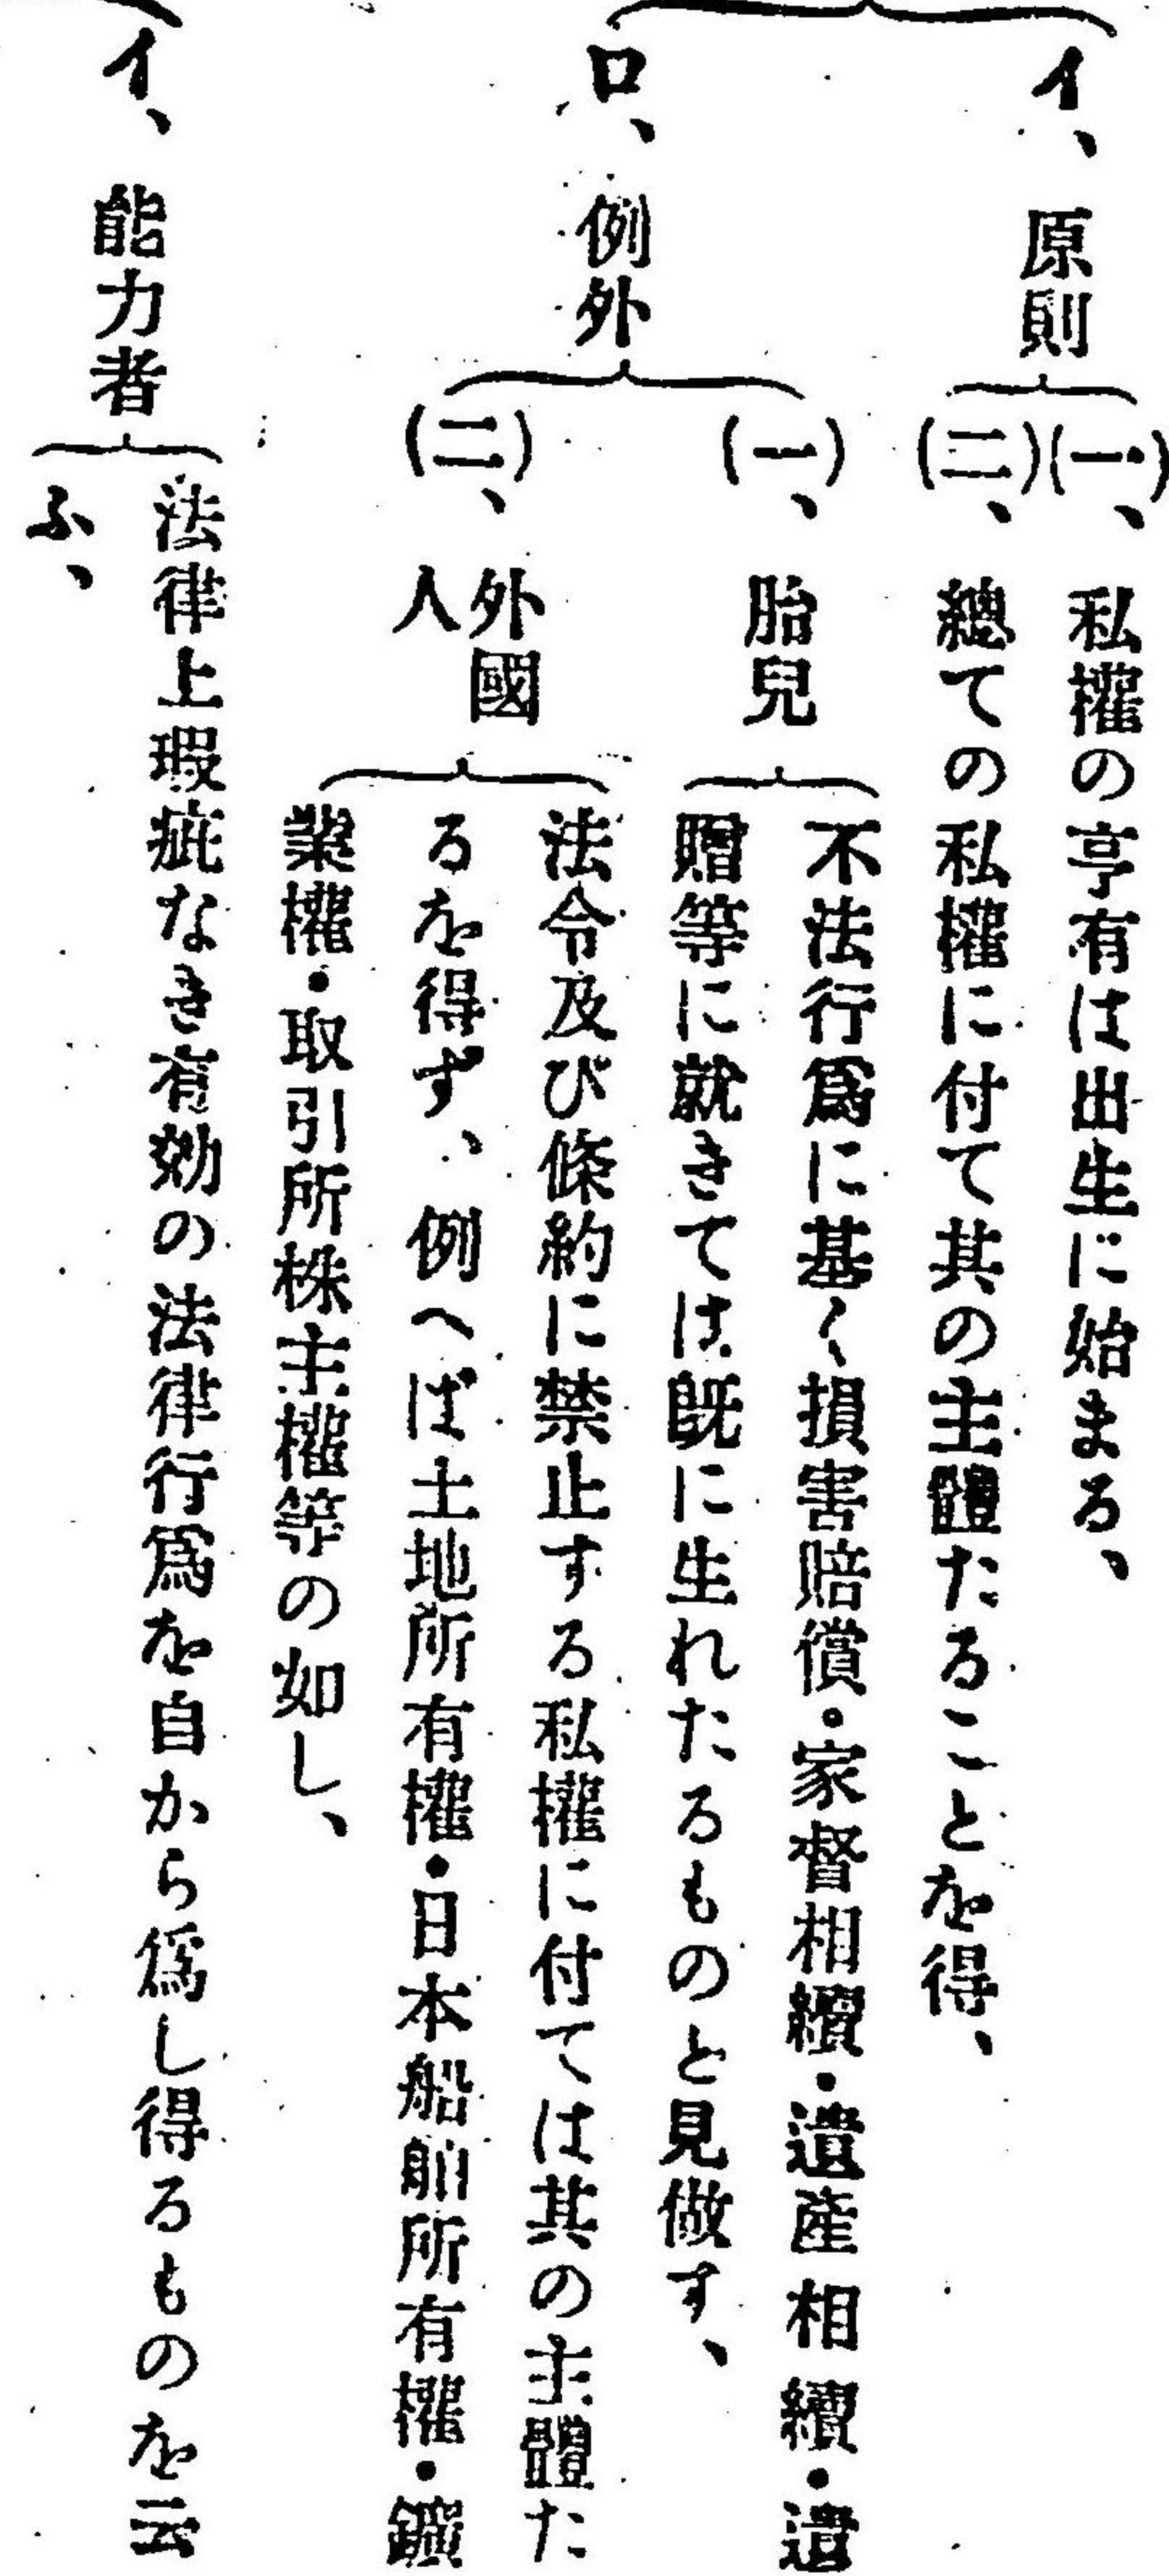 イ、原則
(一)、私權の亨有は出生に始まる、
(二)、總ての私權に付て其の主體たることを得、
ロ、例外
(一)、胎兒
不法行爲に基く損害賠償・家督相續・遺產相續・遺
贈等に就きては既に生れたるものと見做す、
(二)、外國
人
法令及び條約に禁止する私權に付ては其の主體た
るを得ず、例へば土地所有權・日本船舶所有權・鑛
業權・取引所株主權等の如し、
イ、能力者
法律上瑕疵なき有効の法律行爲を自から爲し得るものを云
ふ、